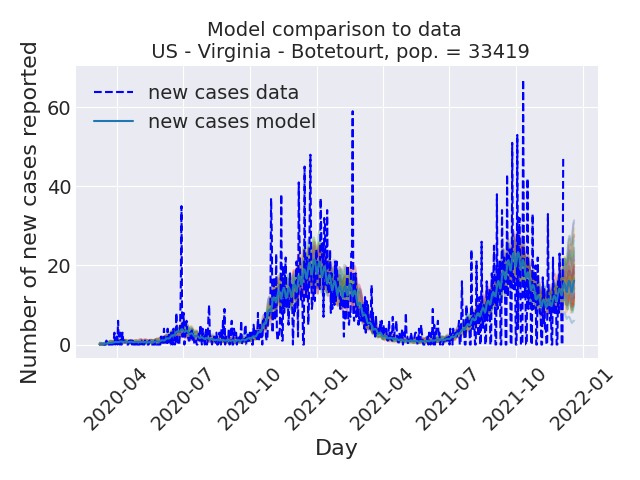 Model comparison to data
US - Virginia - Botetourt, pop. = 33419
new cases data
new cases model
Number of new cases reported
60
40
20
0
2020-04
2020-07
2020-10
2021-01
2021-04
2021-07
2021-10
2022-01
Day